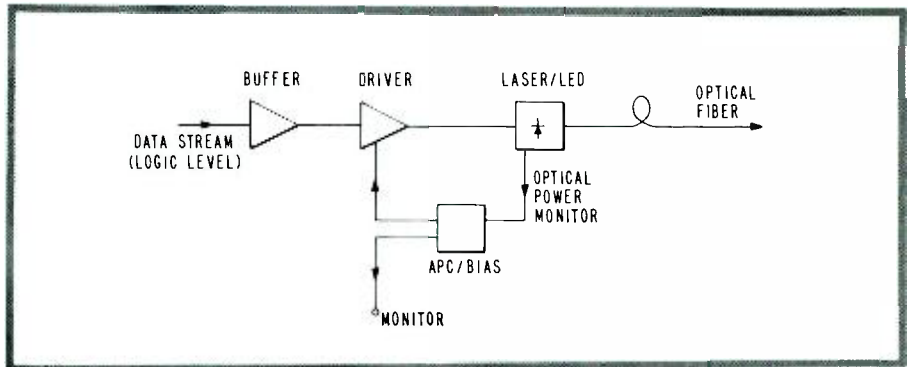 BUFFER
DRIVER
LASER/LED
OPTICAL
FIBER
DATA STREAM
(LOGIC LEVEL)
OPTICAL
POWER
MONITOR
APC/BIAS
MONITOR